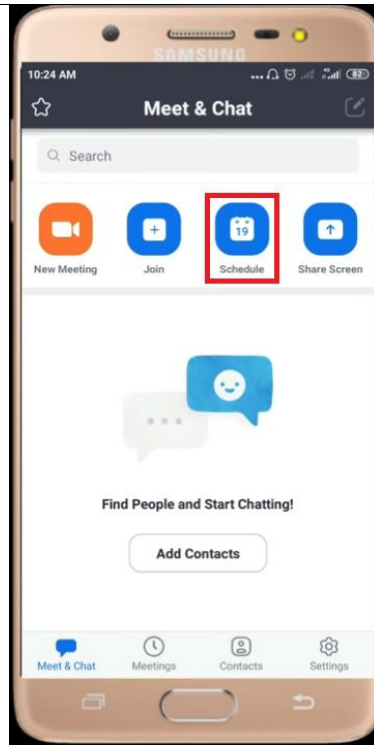 SAMSUNG
10:24 AM
82
Meet & Chat
Search
19
New Meeting Join Schedule Share Screen
Find People and Start Chatting!
Add Contacts
Meet & Chat Meetings Contacts Settings